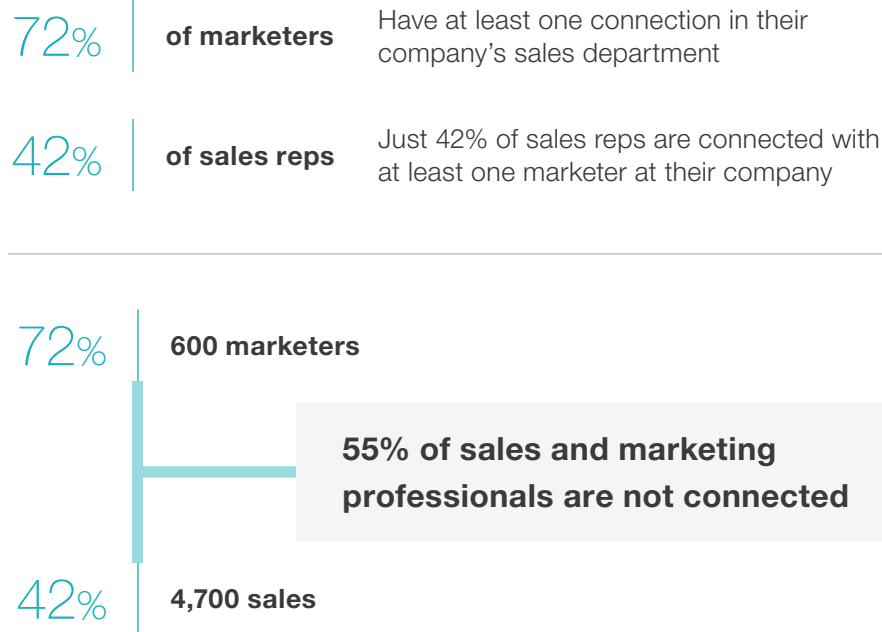 72% of marketers Have at least one connection in their
company’s sales department
42% of sales reps Just 42% of sales reps are connected with
at least one marketer at their company
72% 600 marketers
55% of sales and marketing
professionals are not connected
42% 4,700 sales